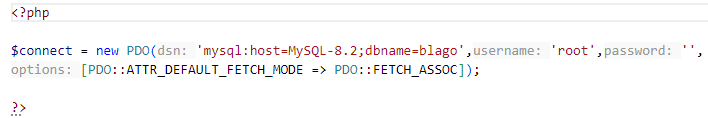 <?php
$connect = new PDO(dsn: 'mysql:host=MySQL-8.2;dbname=blago',username: 'root',password: '',
options: [PDO::ATTR_DEFAULT_FETCH_MODE => PDO::FETCH_ASSOC]);
?>